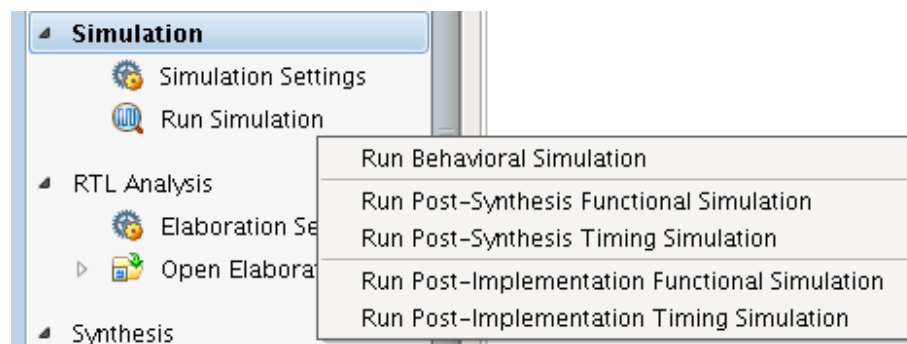 Simulation
Simulation Settings
Run Simulation
Run Behavioral Simulation
RTL Analysis
Run Post-Synthesis Functional Simulation
Elaboration Se
Run Post-Synthesis Timing Simulation
Open Elabora
Run Post-Implementation Functional Simulation
Run Post-Implementation Timing Simulation
Synthesis